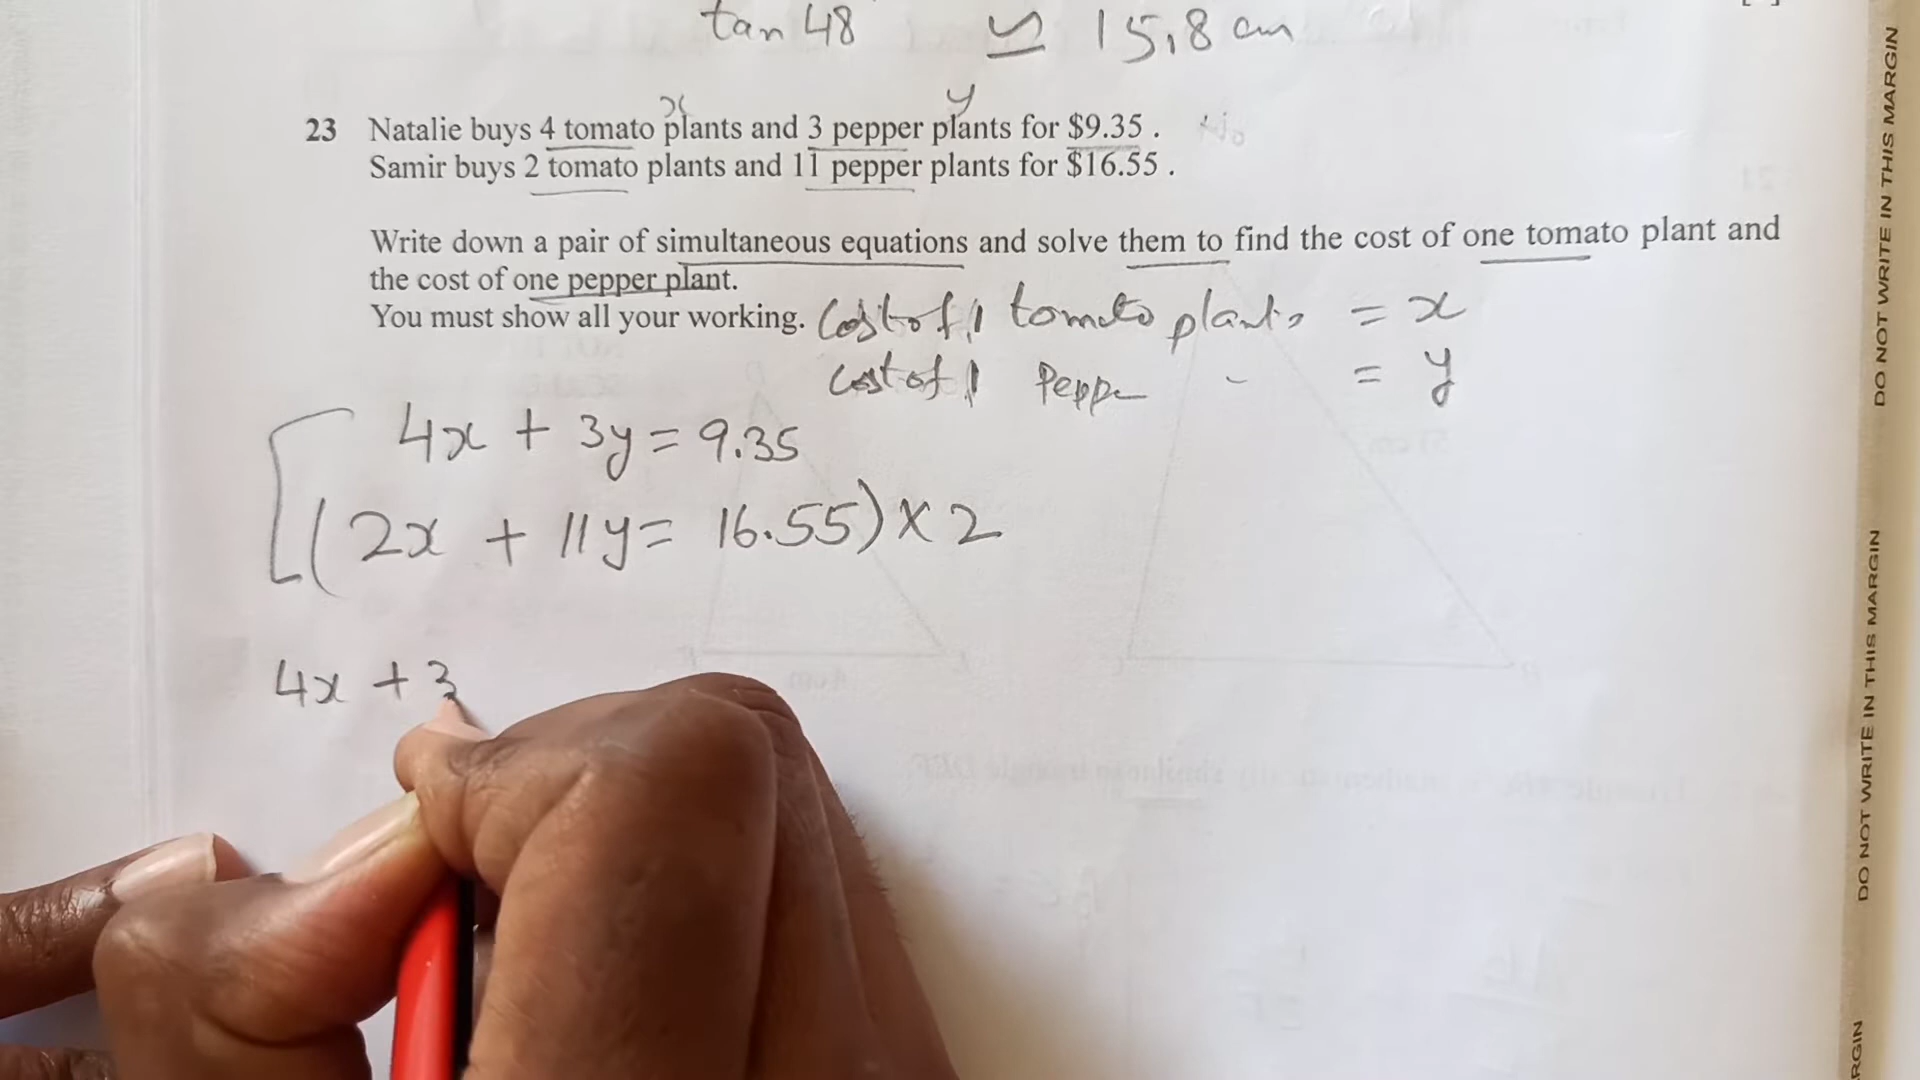 tan 48 ≃ 15,8 cm
x y
23 Natalie buys 4 tomato plants and 3 pepper plants for $9.35 .
Samir buys 2 tomato plants and 11 pepper plants for $16.55 .
Write down a pair of simultaneous equations and solve them to find the cost of one tomato plant and
the cost of one pepper plant.
You must show all your working. Cost of 1 tomato plants = x
Cost of 1 Peppe - = y
4x + 3y = 9.35
(2x + 11y = 16.55) × 2
4x + 3
DO NOT WRITE IN THIS MARGIN
DO NOT WRITE IN THIS MARGIN
RGIN